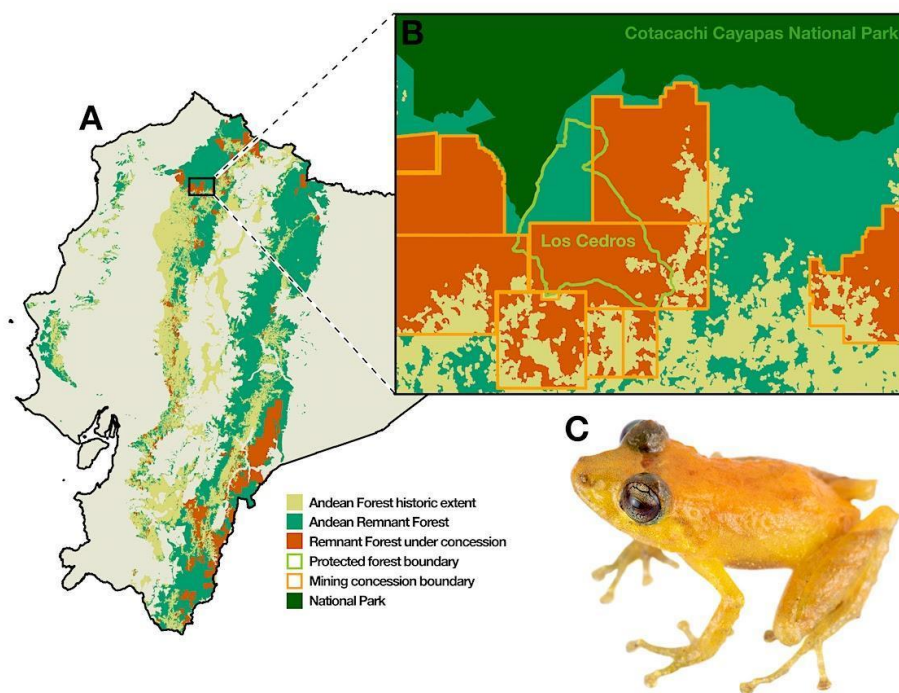 A
B
Cotacachi Cayapas National Park
Los Cedros
C
Andean Forest historic extent
Andean Remnant Forest
Remnant Forest under concession
Protected forest boundary
Mining concession boundary
National Park